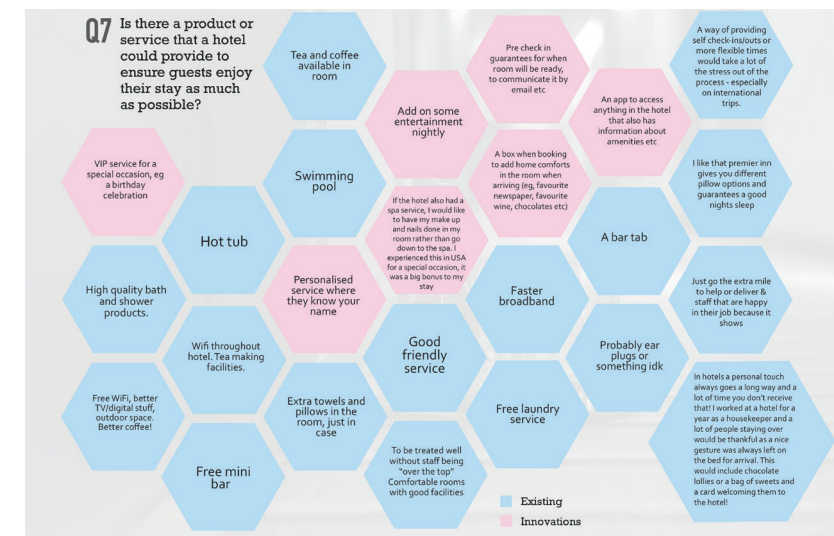 Q7
Is there a product or
service that a hotel
could provide to
ensure guests enjoy
their stay as much
as possible?
VIP service for a
special occasion, eg
a birthday
celebration
High quality bath
and shower
products.
Free WiFi, better
TV/digital stuff,
outdoor space.
Better coffee!
Hot tub
Wifi throughout
hotel. Tea making
facilities.
Free mini
bar
Tea and coffee
available in
room
Swimming
pool
Personalised
service where
they know your
name
Extra towels and
pillows in the
room, just in
case
Add on some
entertainment
nightly
If the hotel also had a
spa service, I would like
to have my make up
and nails done in my
room rather than go
down to the spa. I
experienced this in USA
for a special occasion, it
was a big bonus to my
stay
Good
friendly
service
To be treated well
without staff being
"over the top"
Comfortable rooms
with good facilities
Pre check in
guarantees for when
room will be ready,
to communicate it by
email etc
A box when booking
to add home comforts
in the room when
arriving (eg, favourite
newspaper, favourite
wine, chocolates etc)
Faster
broadband
Free laundry
service
An app to access
anything in the hotel
that also has
information about
amenities etc
A bar tab
Probably ear
plugs or
something idk
A way of providing
self check-ins/outs or
more flexible times
would take a lot of
the stress out of the
process - especially
on international
trips.
I like that premier inn
gives you different
pillow options and
guarantees a good
nights sleep
Just go the extra mile
to help or deliver &
staff that are happy
in their job because it
shows
In hotels a personal touch
always goes a long way and a
lot of time you don't receive
that! I worked at a hotel for a
year as a housekeeper and a
lot of people staying over
would be thankful as a nice
gesture was always left on
the bed for arrival. This
would include chocolate
lollies or a bag of sweets and
a card welcoming them to
the hotel!
Existing
Innovations